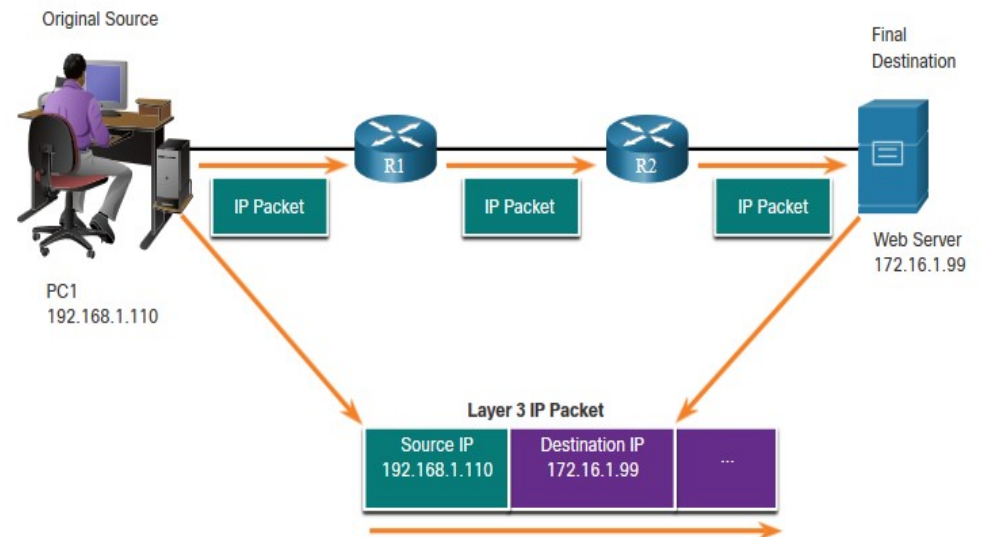 Original Source
Final
Destination
R1
R2
IP Packet
IP Packet
IP Packet
Web Server
172.16.1.99
PC1
192.168.1.110
Layer 3 IP Packet
Source IP
192.168.1.110
Destination IP
172.16.1.99
...